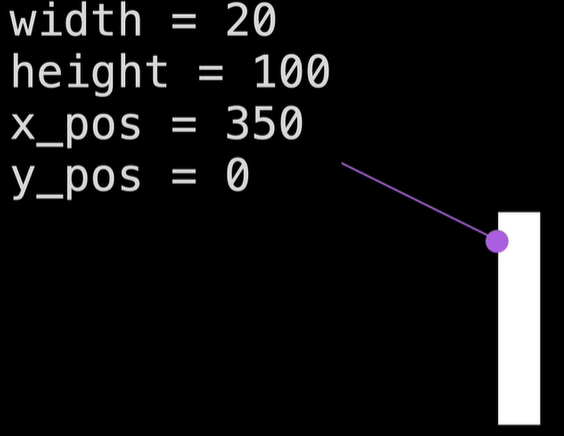 width = 20
height = 100
x_pos = 350
y_pos = 0